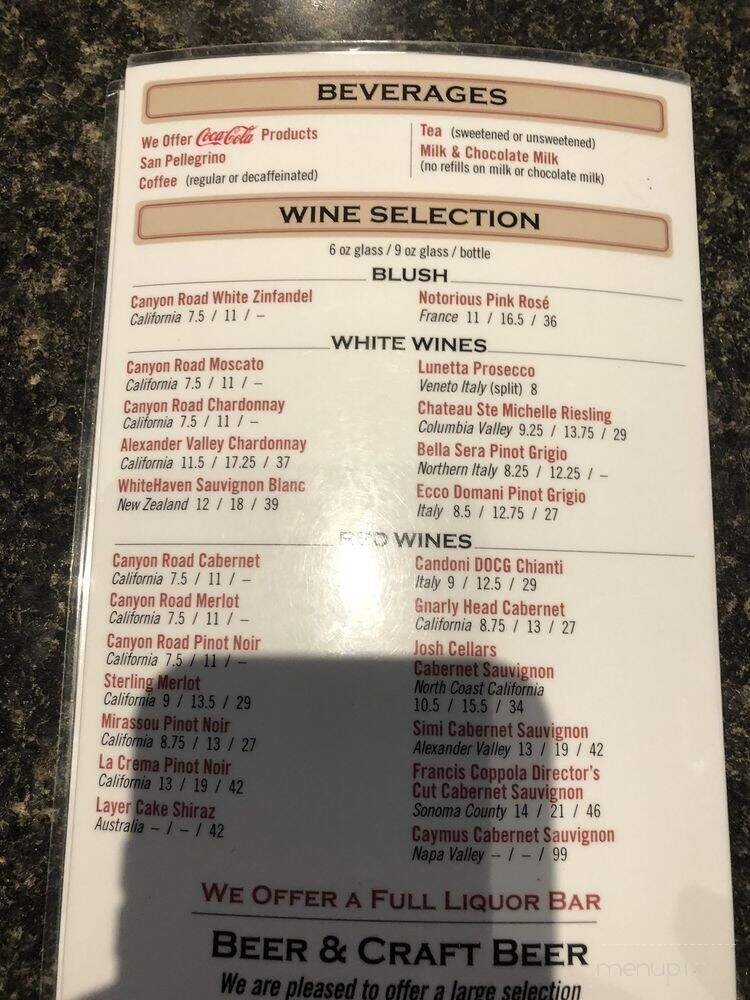 BEVERAGES
We Offer Coca-Cola Products
San Pellegrino
Coffee (regular or decaffeinated)
Tea (sweetened or unsweetened)
Milk & Chocolate Milk
(no refills on milk or chocolate milk)
WINE SELECTION
6 oz glass / 9 oz glass / bottle
BLUSH
Canyon Road White Zinfandel
California 7.5 / 11 / –
Notorious Pink Rosé
France 11 / 16.5 / 36
WHITE WINES
Canyon Road Moscato
California 7.5 / 11 / –
Canyon Road Chardonnay
California 7.5 / 11 / –
Alexander Valley Chardonnay
California 11.5 / 17.25 / 37
WhiteHaven Sauvignon Blanc
New Zealand 12 / 18 / 39
Lunetta Prosecco
Veneto Italy (split) 8
Chateau Ste Michelle Riesling
Columbia Valley 9.25 / 13.75 / 29
Bella Sera Pinot Grigio
Northern Italy 8.25 / 12.25 / –
Ecco Domani Pinot Grigio
Italy 8.5 / 12.75 / 27
RED WINES
Canyon Road Cabernet
California 7.5 / 11 / –
Canyon Road Merlot
California 7.5 / 11 / –
Canyon Road Pinot Noir
California 7.5 / 11 / –
Sterling Merlot
California 9 / 13.5 / 29
Mirassou Pinot Noir
California 8.75 / 13 / 27
La Crema Pinot Noir
California 13 / 19 / 42
Layer Cake Shiraz
Australia – / – / 42
Candoni DOCG Chianti
Italy 9 / 12.5 / 29
Gnarly Head Cabernet
California 8.75 / 13 / 27
Josh Cellars
Cabernet Sauvignon
North Coast California
10.5 / 15.5 / 34
Simi Cabernet Sauvignon
Alexander Valley 13 / 19 / 42
Francis Coppola Director's
Cut Cabernet Sauvignon
Sonoma County 14 / 21 / 46
Caymus Cabernet Sauvignon
Napa Valley – / – / 99
WE OFFER A FULL LIQUOR BAR
BEER & CRAFT BEER
We are pleased to offer a large selection